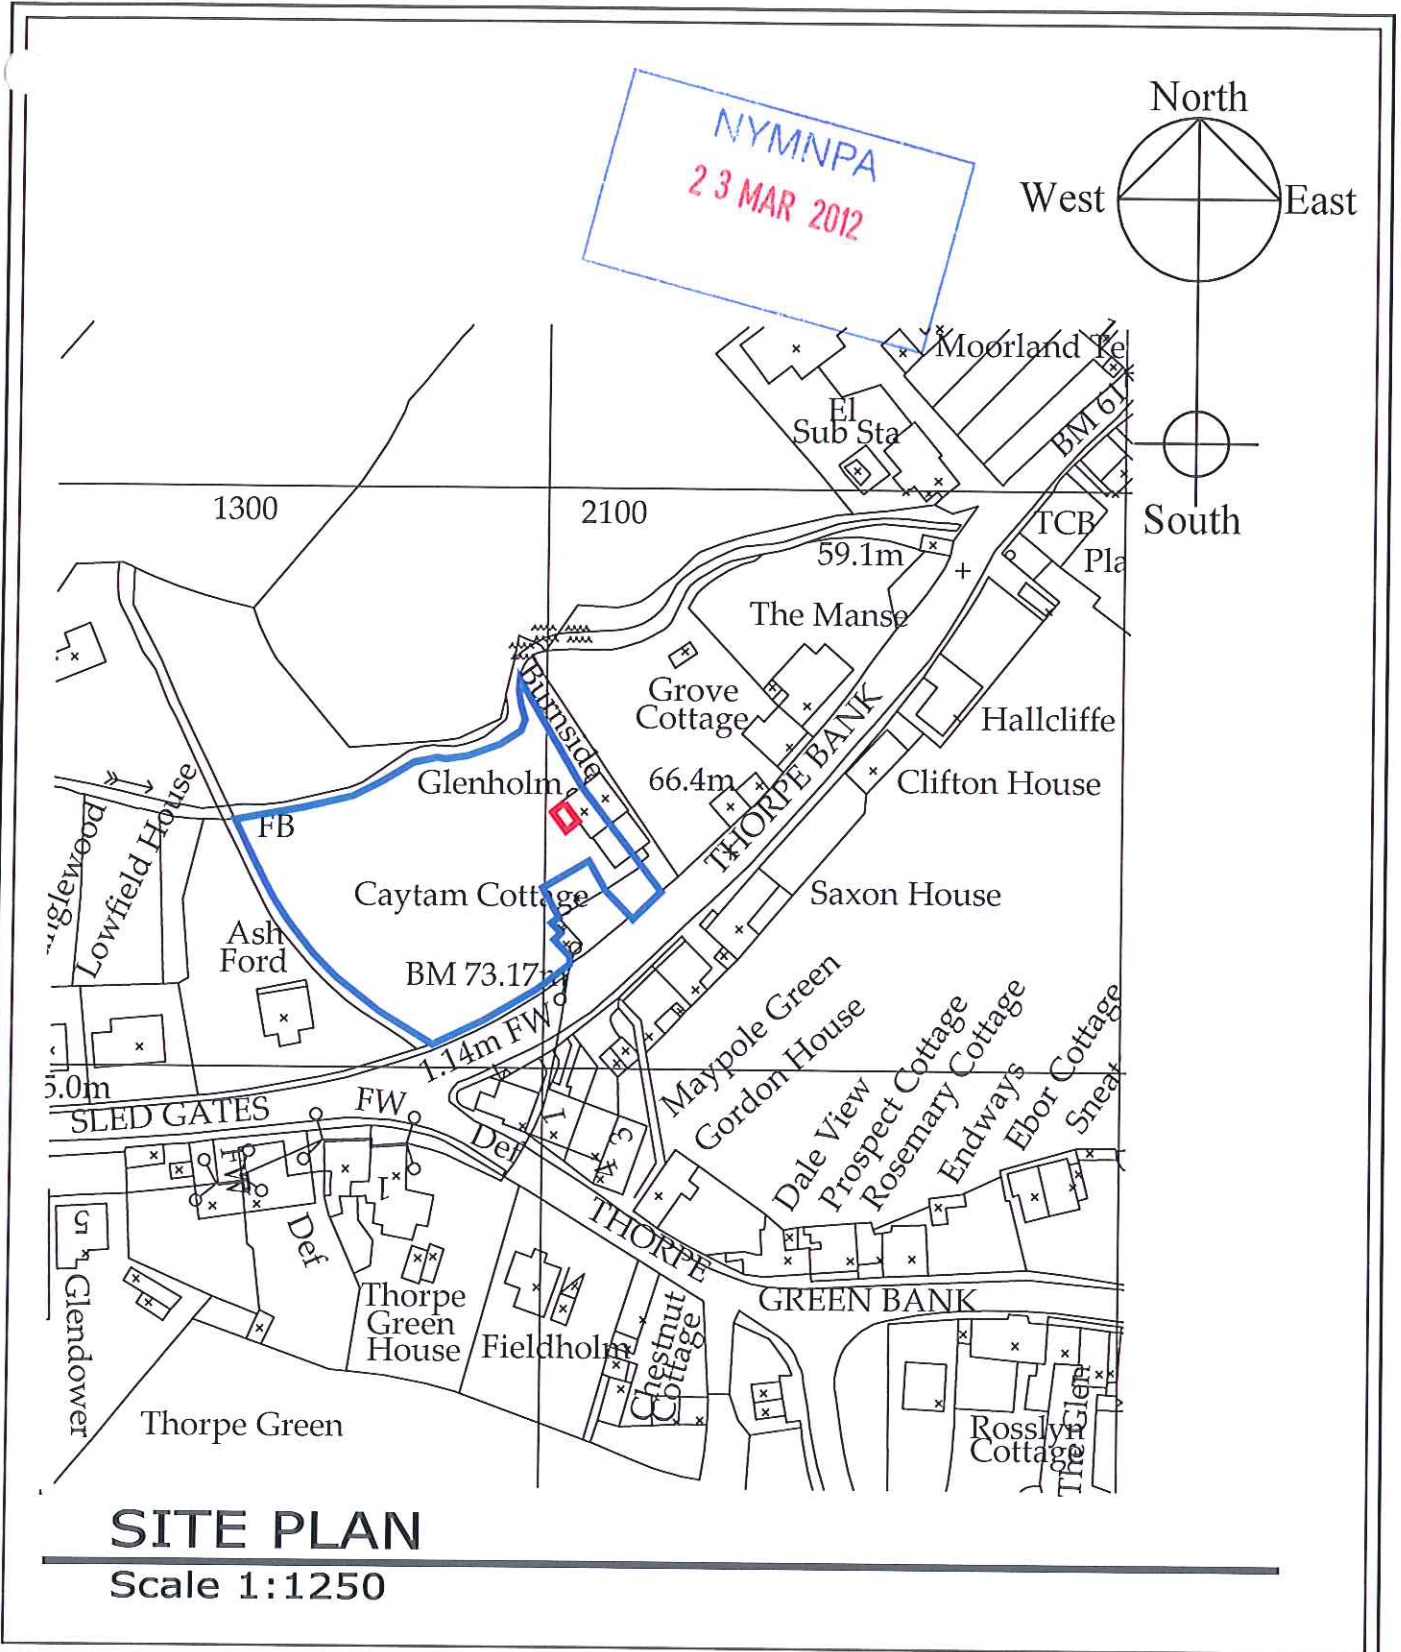 NYMNPA
23 MAR 2012
North
West
East
South
Moorland Te
BM 61
El
Sub Sta
1300
2100
TCB
Pla
59.1m
The Manse
Burnside
Grove
Cottage
Hallcliffe
66.4m
THORPE BANK
Clifton House
Glenholm
FB
Lowfield House
Caytam Cottage
Saxon House
Ash
Ford
BM 73.17m
1.14m FW
Maypole Green
Gordon House
Dale View
Prospect Cottage
Rosemary Cottage
Endways
Ebor Cottage
Sneat
5.0m
SLED GATES
FW
Def
1
3
FW
1
5
Def
THORPE
GREEN BANK
Glendower
Thorpe
Green
House
Fieldholm
Chestnut
Cottage
Thorpe Green
Rosslyn
Cottage
The Glen
SITE PLAN
Scale 1:1250